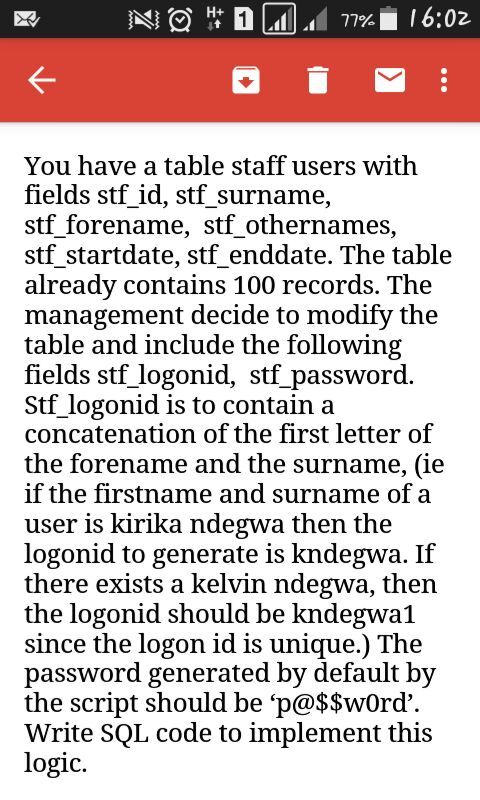 H+ 1 77% 16:02
You have a table staff users with
fields stf_id, stf_surname,
stf_forename,  stf_othernames,
stf_startdate, stf_enddate. The table
already contains 100 records. The
management decide to modify the
table and include the following
fields stf_logonid,  stf_password.
Stf_logonid is to contain a
concatenation of the first letter of
the forename and the surname, (ie
if the firstname and surname of a
user is kirika ndegwa then the
logonid to generate is kndegwa. If
there exists a kelvin ndegwa, then
the logonid should be kndegwa1
since the logon id is unique.) The
password generated by default by
the script should be ‘p@$$w0rd’.
Write SQL code to implement this
logic.